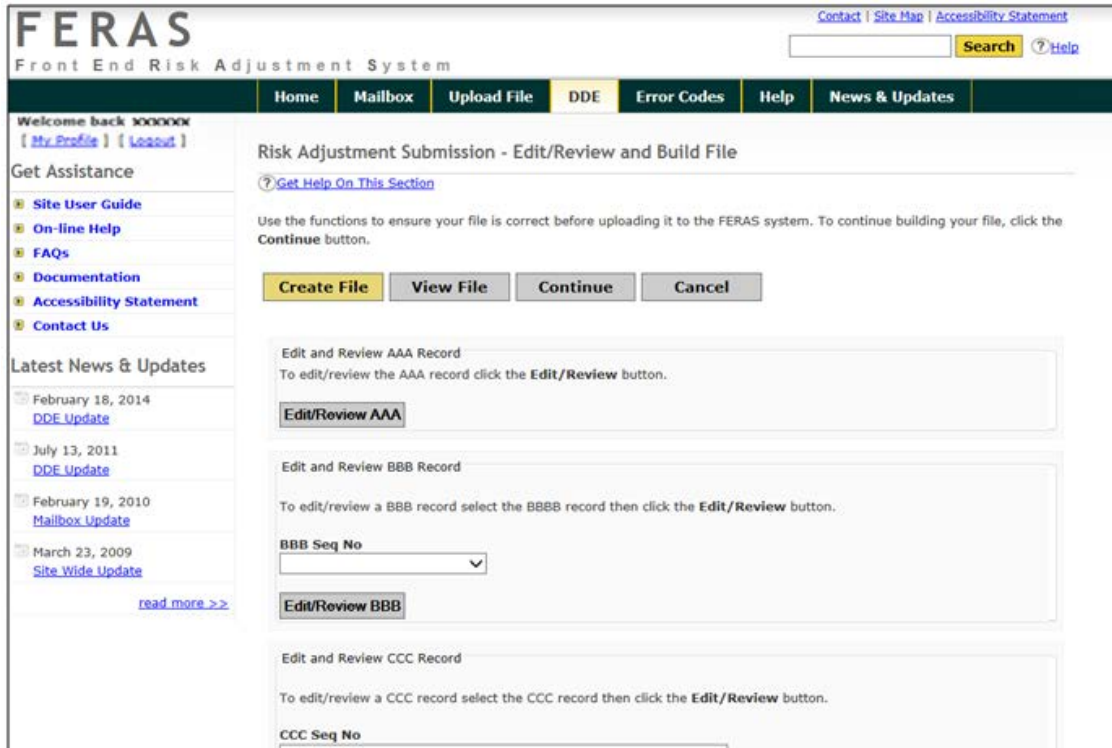 FERAS
Front End Risk Adjustment System
Contact | Site Map | Accessibility Statement
Search ? Help
Home Mailbox Upload File DDE Error Codes Help News & Updates
Welcome back xxxxxx
[ My Profile ] [ Logout ]
Get Assistance
Site User Guide
On-line Help
FAQs
Documentation
Accessibility Statement
Contact Us
Latest News & Updates
February 18, 2014
DDE Update
July 13, 2011
DDE Update
February 19, 2010
Mailbox Update
March 23, 2009
Site Wide Update
read more >>
Risk Adjustment Submission - Edit/Review and Build File
? Get Help On This Section
Use the functions to ensure your file is correct before uploading it to the FERAS system. To continue building your file, click the
Continue button.
Create File View File Continue Cancel
Edit and Review AAA Record
To edit/review the AAA record click the Edit/Review button.
Edit/Review AAA
Edit and Review BBB Record
To edit/review a BBB record select the BBBB record then click the Edit/Review button.
BBB Seq No
Edit/Review BBB
Edit and Review CCC Record
To edit/review a CCC record select the CCC record then click the Edit/Review button.
CCC Seq No